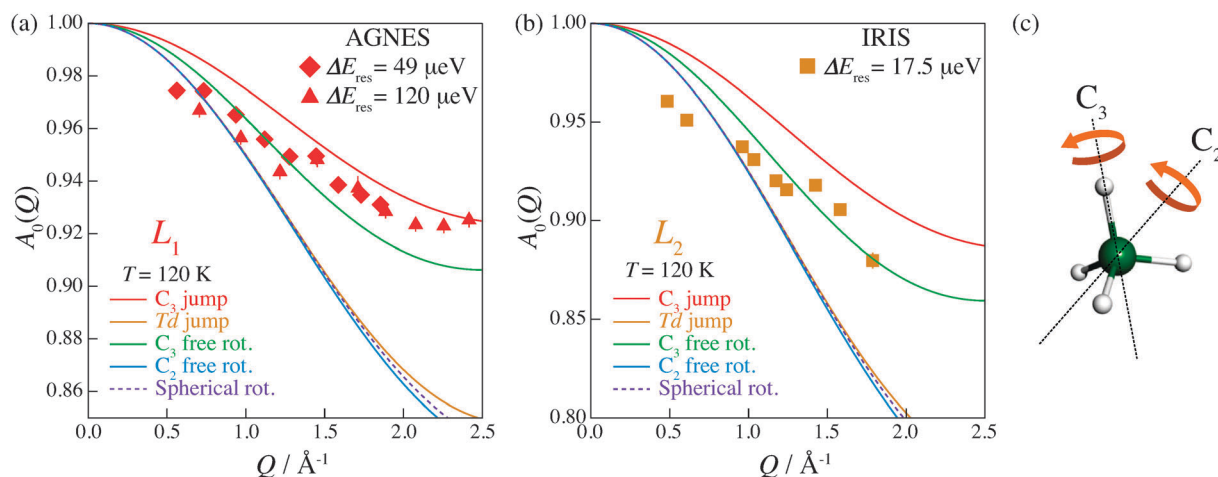 (a)
1.00
0.98
0.96
0.94
0.92
0.90
0.88
0.86
A₀(Q)
AGNES
ΔE_res = 49 μeV
ΔE_res = 120 μeV
L₁
T = 120 K
C₃ jump
Td jump
C₃ free rot.
C₂ free rot.
Spherical rot.
0.0 0.5 1.0 1.5 2.0 2.5
Q / Å⁻¹
(b)
1.00
0.95
0.90
0.85
0.80
A₀(Q)
IRIS
ΔE_res = 17.5 μeV
L₂
T = 120 K
C₃ jump
Td jump
C₃ free rot.
C₂ free rot.
Spherical rot.
0.0 0.5 1.0 1.5 2.0 2.5
Q / Å⁻¹
(c)
C₃
C₂